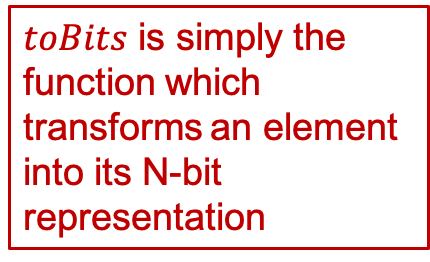 toBits is simply the
function which
transforms an element
into its N-bit
representation